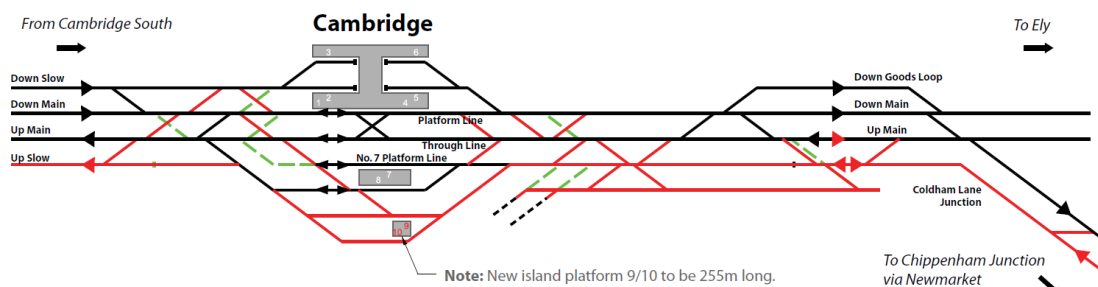 From Cambridge South
Cambridge
To Ely
3
6
Down Slow
Down Goods Loop
1
2
4
5
Down Main
Down Main
Platform Line
Up Main
Up Main
Through Line
Up Slow
No. 7 Platform Line
7
8
Coldham Lane
Junction
9
10
Note: New island platform 9/10 to be 255m long.
To Chippenham Junction
via Newmarket